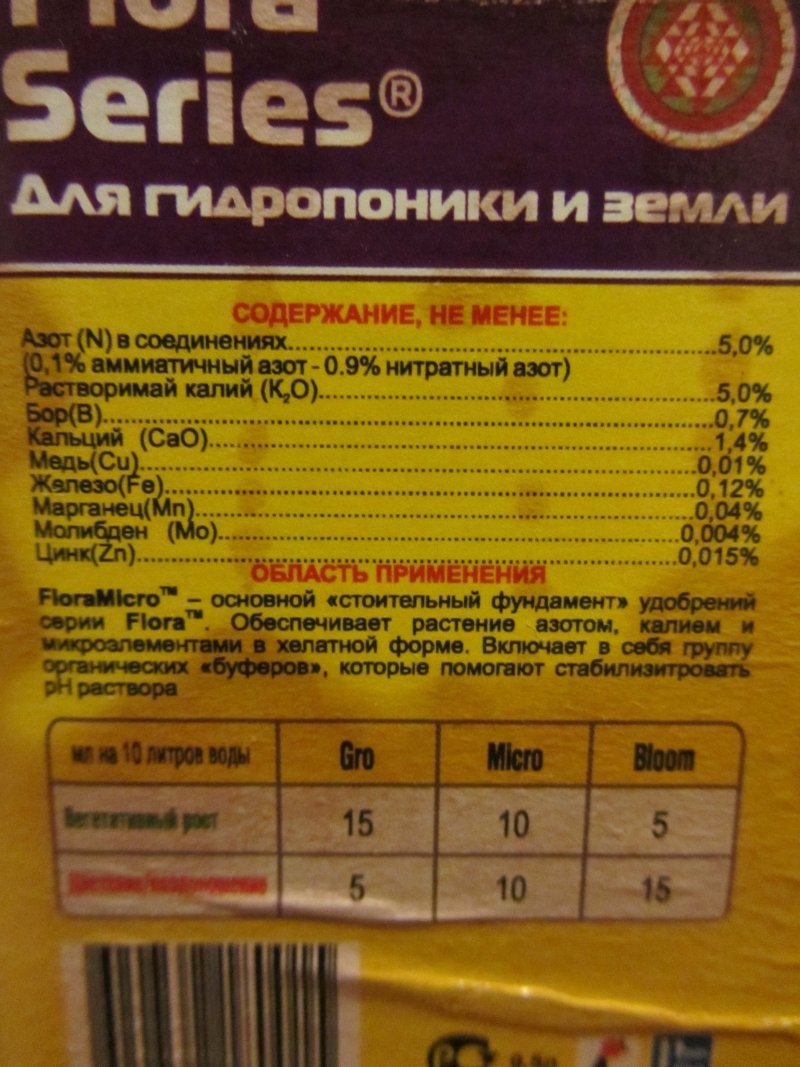 Flora
Series®
Для гидропоники и земли
СОДЕРЖАНИЕ, НЕ МЕНЕЕ:
Азот (N) в соединениях..........5,0%
(0,1% аммиатичный азот - 0.9% нитратный азот)
Растворимай калий (K₂O)..........5,0%
Бор(B)..........0,7%
Кальций (CaO)..........1,4%
Медь(Cu)..........0,01%
Железо(Fe)..........0,12%
Марганец(Mn)..........0,04%
Молибден (Mo)..........0,004%
Цинк(Zn)..........0,015%
ОБЛАСТЬ ПРИМЕНЕНИЯ
FloraMicro™ – основной «стоительный фундамент» удобрений
серии Flora™. Обеспечивает растение азотом, калием и
микроэлементами в хелатной форме. Включает в себя группу
органических «буферов», которые помогают стабилизитровать
pH раствора
мл на 10 литров воды Gro Micro Bloom
Вегетативный рост 15 10 5
5 10 15